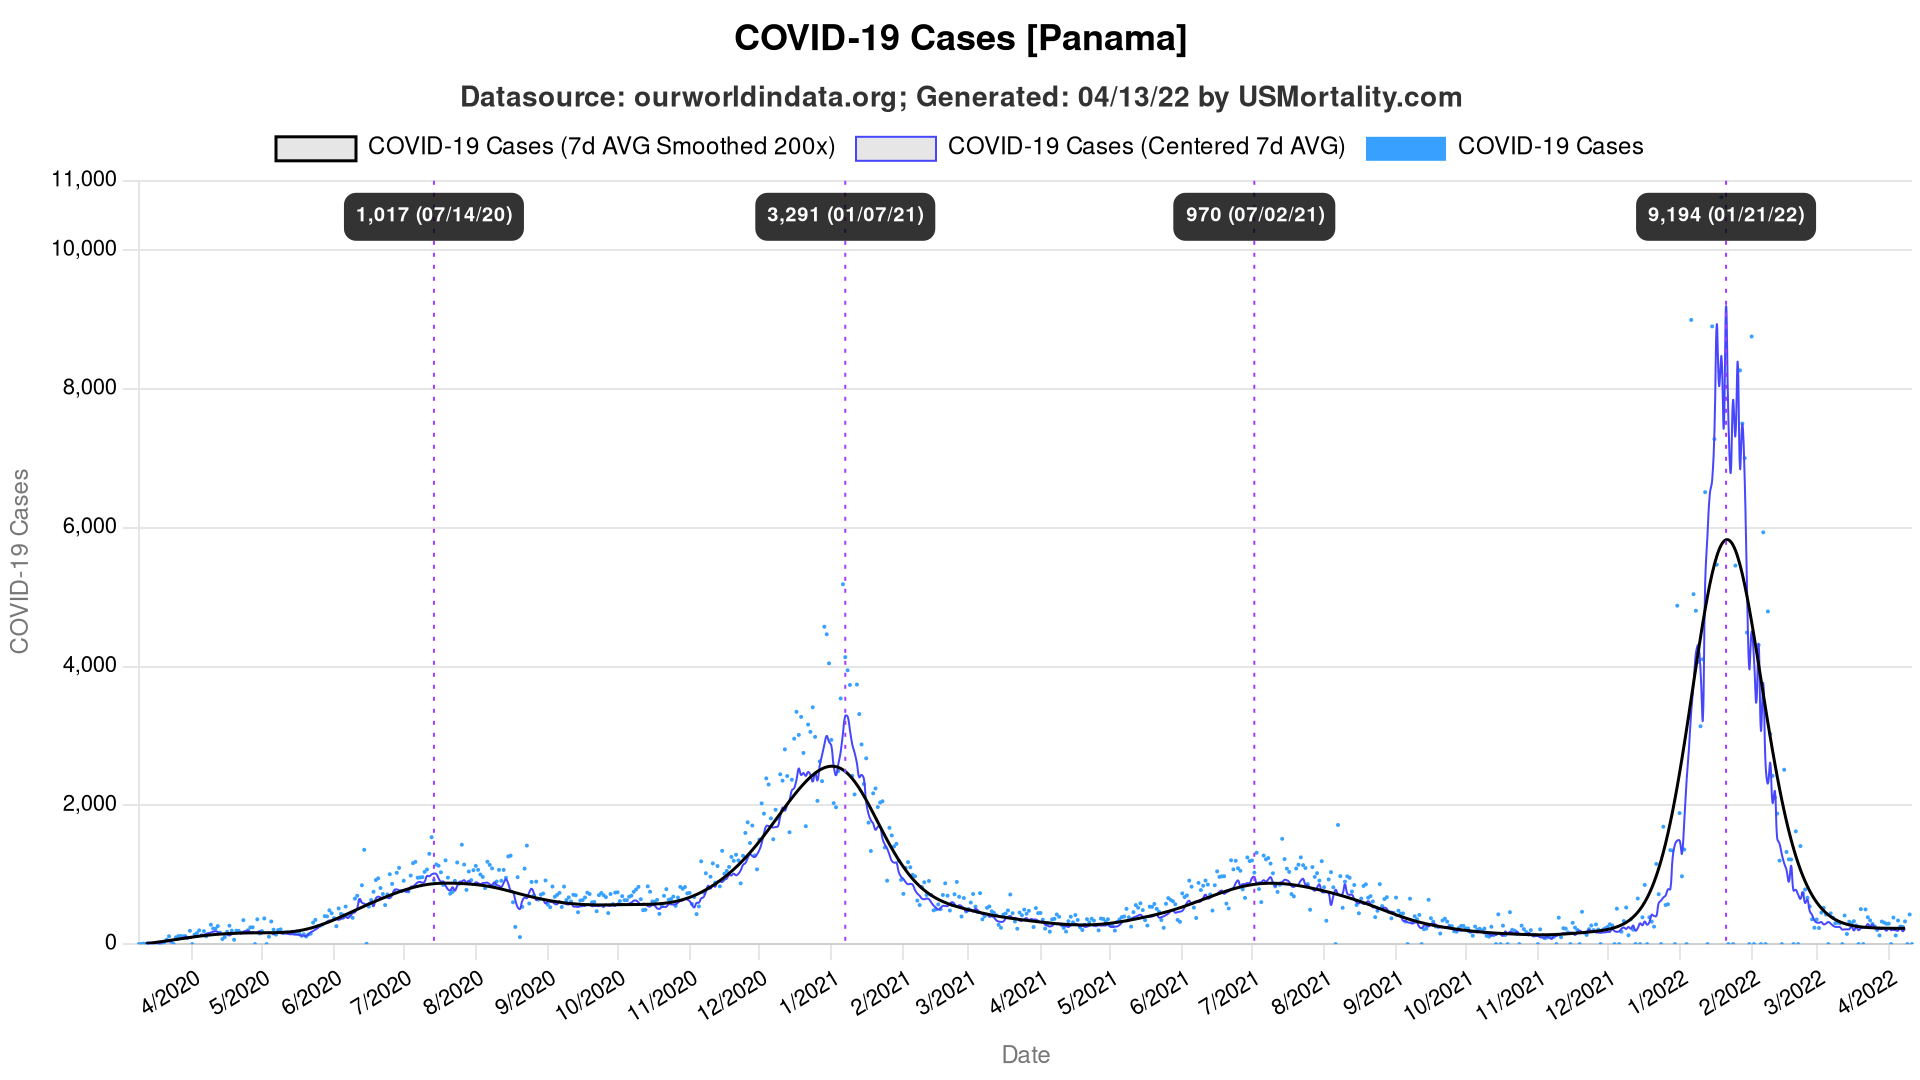 COVID-19 Cases [Panama]
Datasource: ourworldindata.org; Generated: 04/13/22 by USMortality.com
COVID-19 Cases (7d AVG Smoothed 200x) COVID-19 Cases (Centered 7d AVG) COVID-19 Cases
11,000
1,017 (07/14/20) 3,291 (01/07/21) 970 (07/02/21) 9,194 (01/21/22)
10,000
8,000
6,000
4,000
2,000
0
COVID-19 Cases
4/2020 5/2020 6/2020 7/2020 8/2020 9/2020 10/2020 11/2020 12/2020 1/2021 2/2021 3/2021 4/2021 5/2021 6/2021 7/2021 8/2021 9/2021 10/2021 11/2021 12/2021 1/2022 2/2022 3/2022 4/2022
Date